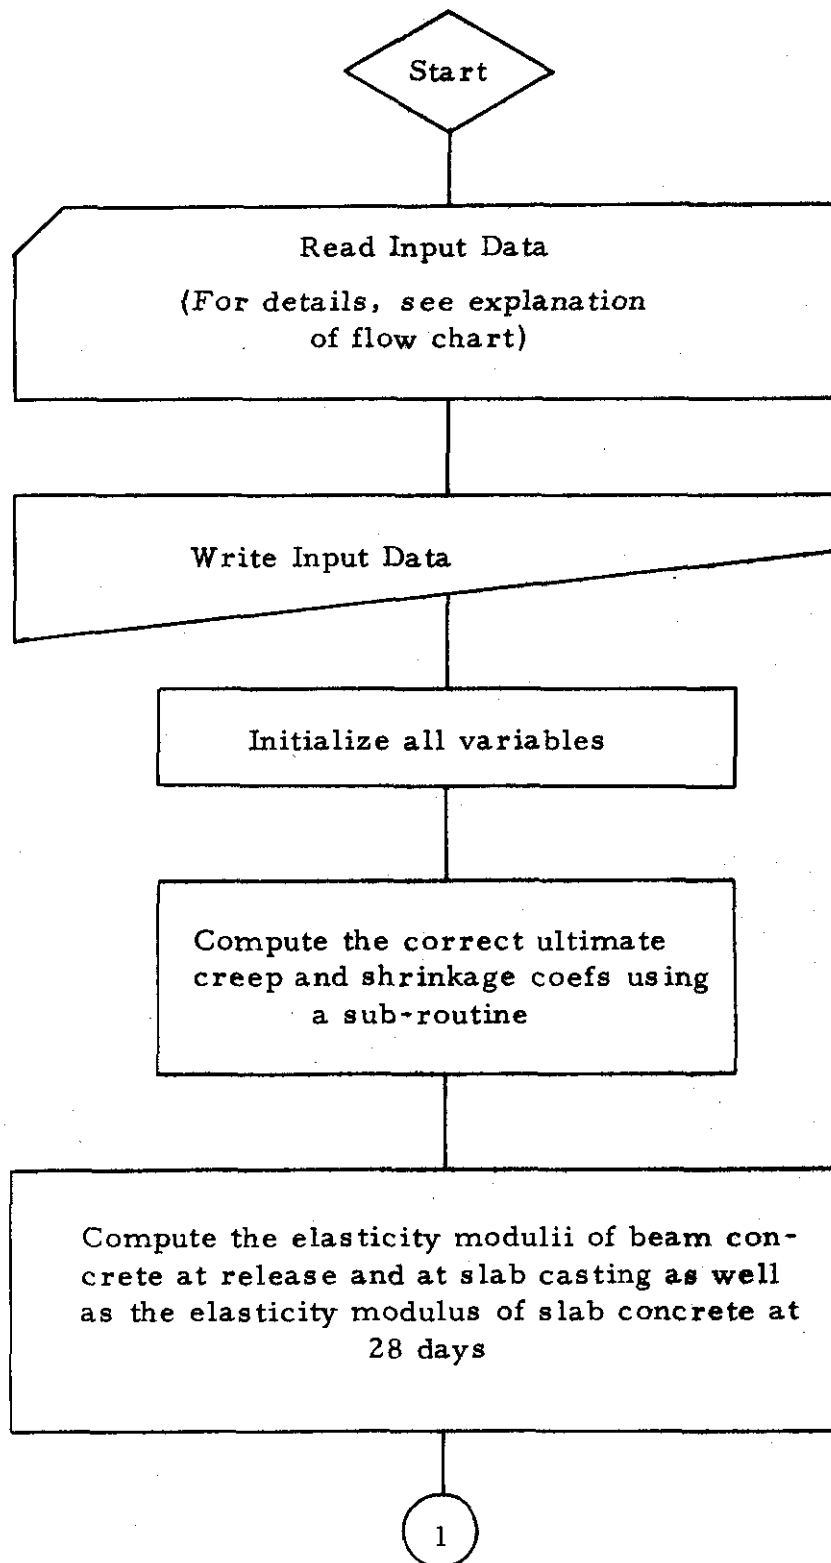 Start
Read Input Data
(For details, see explanation
of flow chart)
Write Input Data
Initialize all variables
Compute the correct ultimate
creep and shrinkage coefs using
a sub-routine
Compute the elasticity modulii of beam con-
crete at release and at slab casting as well
as the elasticity modulus of slab concrete at
28 days
1